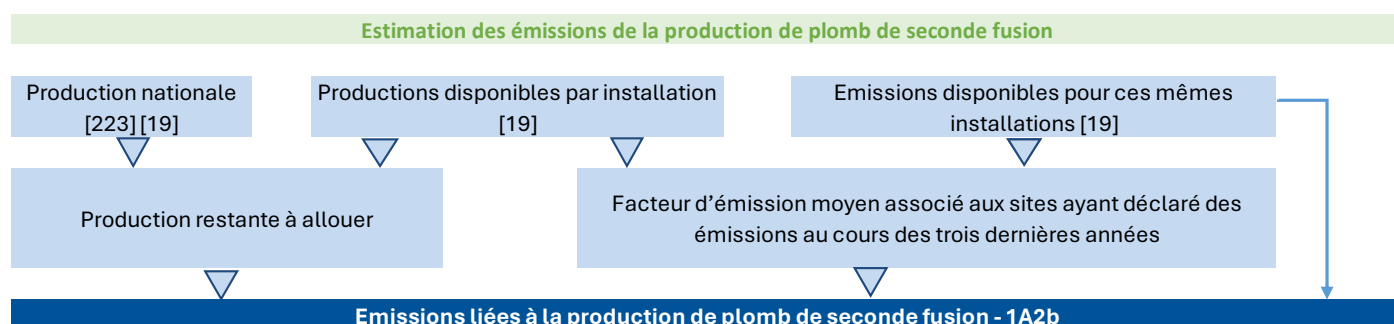 Estimation des émissions de la production de plomb de seconde fusion
Production nationale
[223] [19]
Productions disponibles par installation
[19]
Emissions disponibles pour ces mêmes
installations [19]
Production restante à allouer
Facteur d'émission moyen associé aux sites ayant déclaré des
émissions au cours des trois dernières années
Emissions liées à la production de plomb de seconde fusion - 1A2b